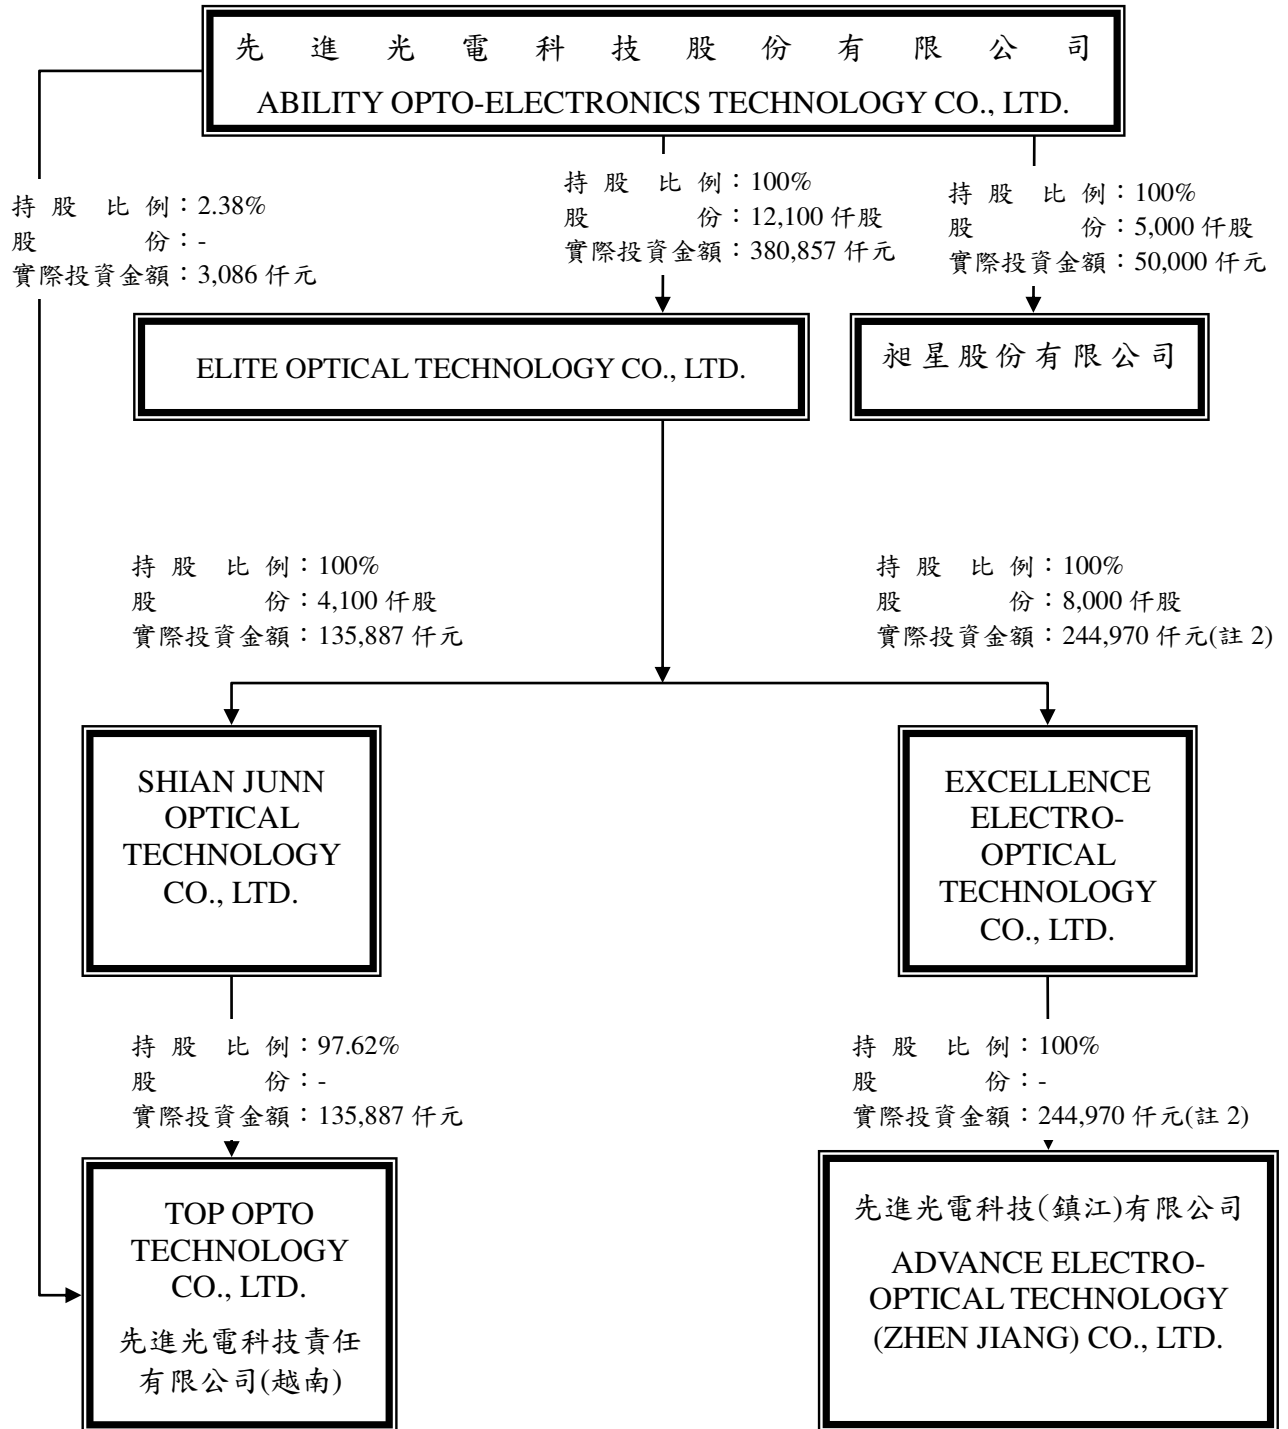 先進光電科技股份有限公司
ABILITY OPTO-ELECTRONICS TECHNOLOGY CO., LTD.
持股比例：2.38%
股份：-
實際投資金額：3,086 仟元
持股比例：100%
股份：12,100 仟股
實際投資金額：380,857 仟元
持股比例：100%
股份：5,000 仟股
實際投資金額：50,000 仟元
ELITE OPTICAL TECHNOLOGY CO., LTD.
昶星股份有限公司
持股比例：100%
股份：4,100 仟股
實際投資金額：135,887 仟元
持股比例：100%
股份：8,000 仟股
實際投資金額：244,970 仟元(註 2)
SHIAN JUNN
OPTICAL
TECHNOLOGY
CO., LTD.
EXCELLENCE
ELECTRO-
OPTICAL
TECHNOLOGY
CO., LTD.
持股比例：97.62%
股份：-
實際投資金額：135,887 仟元
持股比例：100%
股份：-
實際投資金額：244,970 仟元(註 2)
TOP OPTO
TECHNOLOGY
CO., LTD.
先進光電科技責任
有限公司(越南)
先進光電科技(鎮江)有限公司
ADVANCE ELECTRO-
OPTICAL TECHNOLOGY
(ZHEN JIANG) CO., LTD.